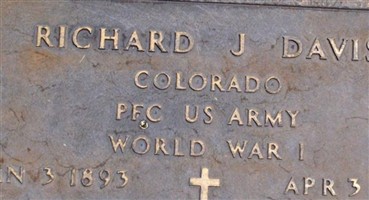 RICHARD J DAVIS
COLORADO
PFC US ARMY
WORLD WAR I
N 3 1893 APR 3